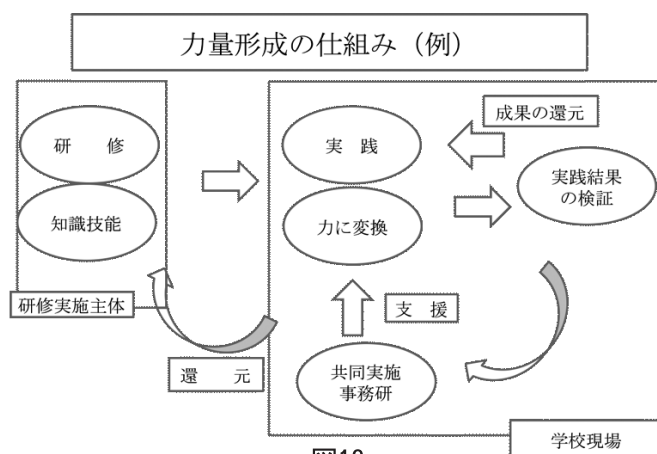 力量形成の仕組み（例）
研　修
知識技能
研修実施主体
実 践
力に変換
成果の還元
実践結果
の検証
支　援
還　元
共同実施
事務研
学校現場